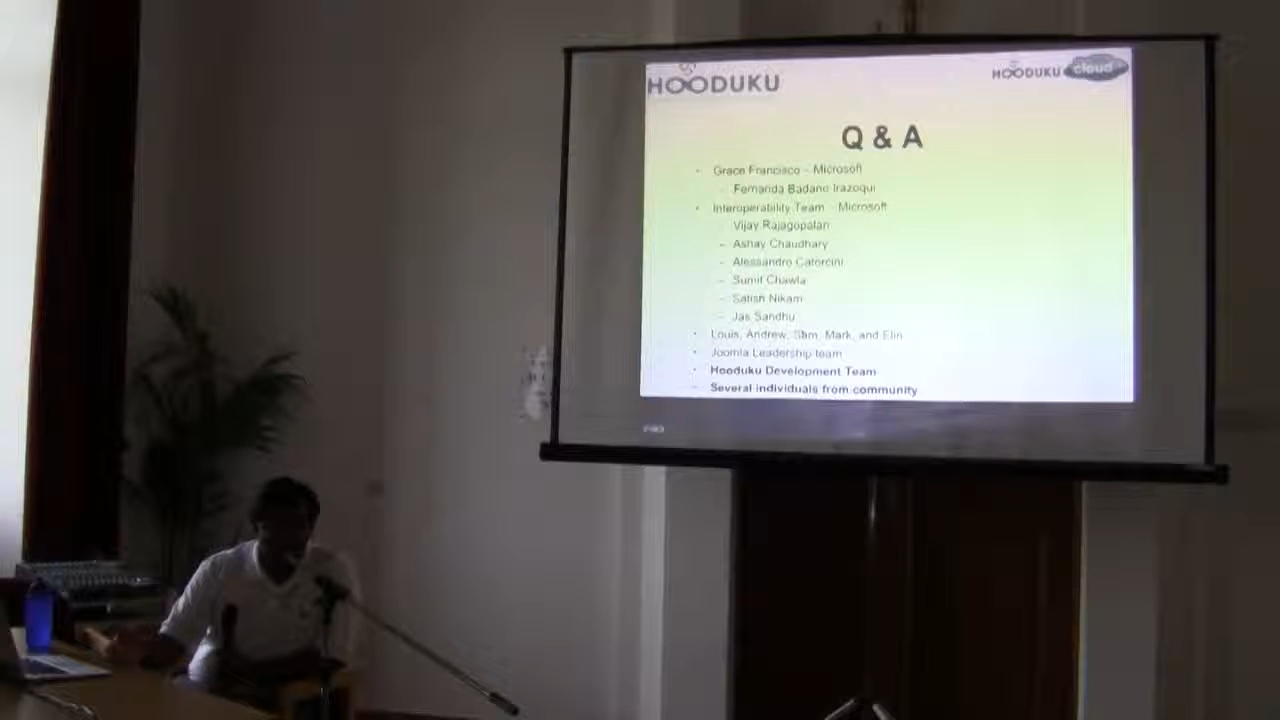 HOODUKU
HOODUKU cloud
Q & A
Grace Francisco - Microsoft
Fernanda Badano Irazoqui
Interoperability Team - Microsoft
Vijay Rajagopalan
Ashay Chaudhary
Alessandro Catorcini
Sumit Chawla
Satish Nikam
Jas Sandhu
Louis, Andrew, Sam, Mark, and Elin
Joomla Leadership team
Hooduku Development Team
Several individuals from community